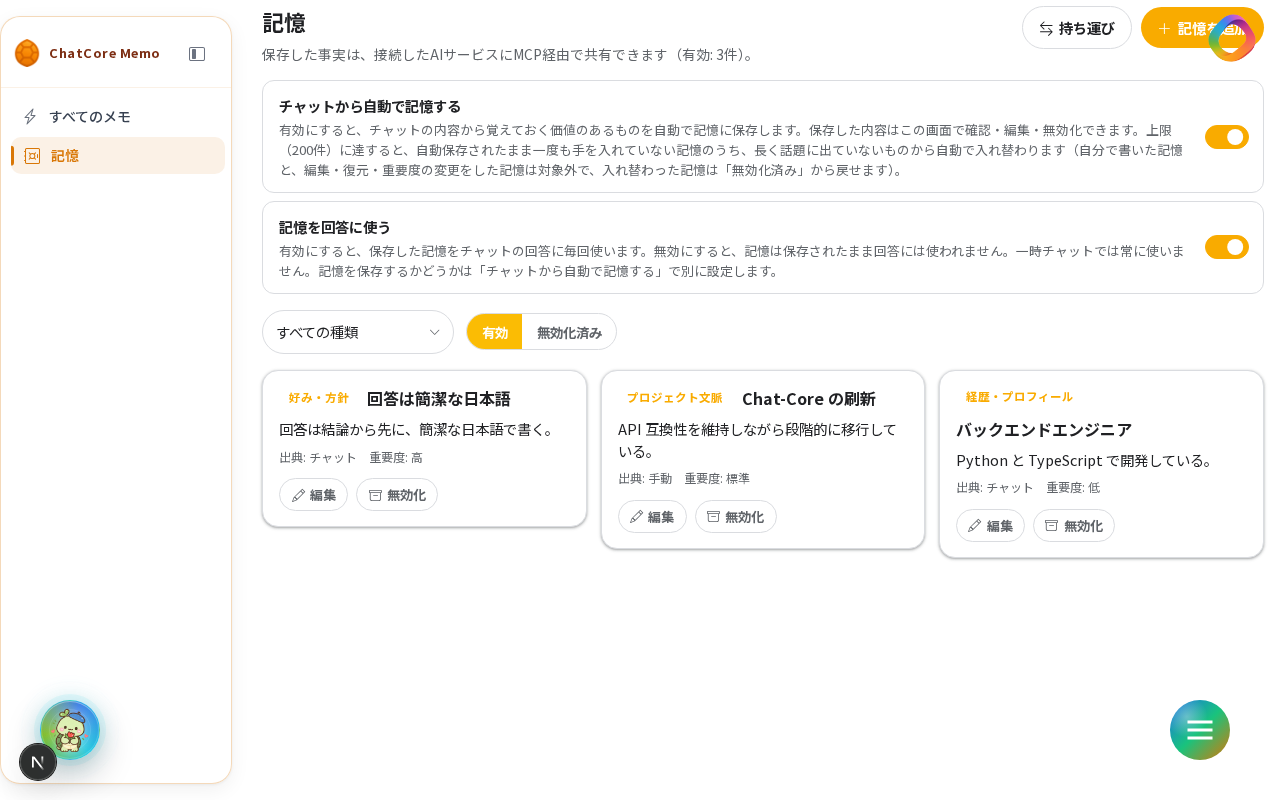 ChatCore Memo
すべてのメモ
記憶
記憶
保存した事実は、接続したAIサービスにMCP経由で共有できます（有効: 3件）。
持ち運び
記憶を追加
チャットから自動で記憶する
有効にすると、チャットの内容から覚えておく価値のあるものを自動で記憶に保存します。保存した内容はこの画面で確認・編集・無効化できます。上限
（200件）に達すると、自動保存されたまま一度も手を入れていない記憶のうち、長く話題に出ていないものから自動で入れ替わります（自分で書いた記憶
と、編集・復元・重要度の変更をした記憶は対象外で、入れ替わった記憶は「無効化済み」から戻せます）。
記憶を回答に使う
有効にすると、保存した記憶をチャットの回答に毎回使います。無効にすると、記憶は保存されたまま回答には使われません。一時チャットでは常に使いま
せん。記憶を保存するかどうかは「チャットから自動で記憶する」で別に設定します。
すべての種類
有効
無効化済み
好み・方針 回答は簡潔な日本語
回答は結論から先に、簡潔な日本語で書く。
出典: チャット 重要度: 高
編集 無効化
プロジェクト文脈 Chat-Core の刷新
API 互換性を維持しながら段階的に移行して
いる。
出典: 手動 重要度: 標準
編集 無効化
経歴・プロフィール
バックエンドエンジニア
Python と TypeScript で開発している。
出典: チャット 重要度: 低
編集 無効化
N